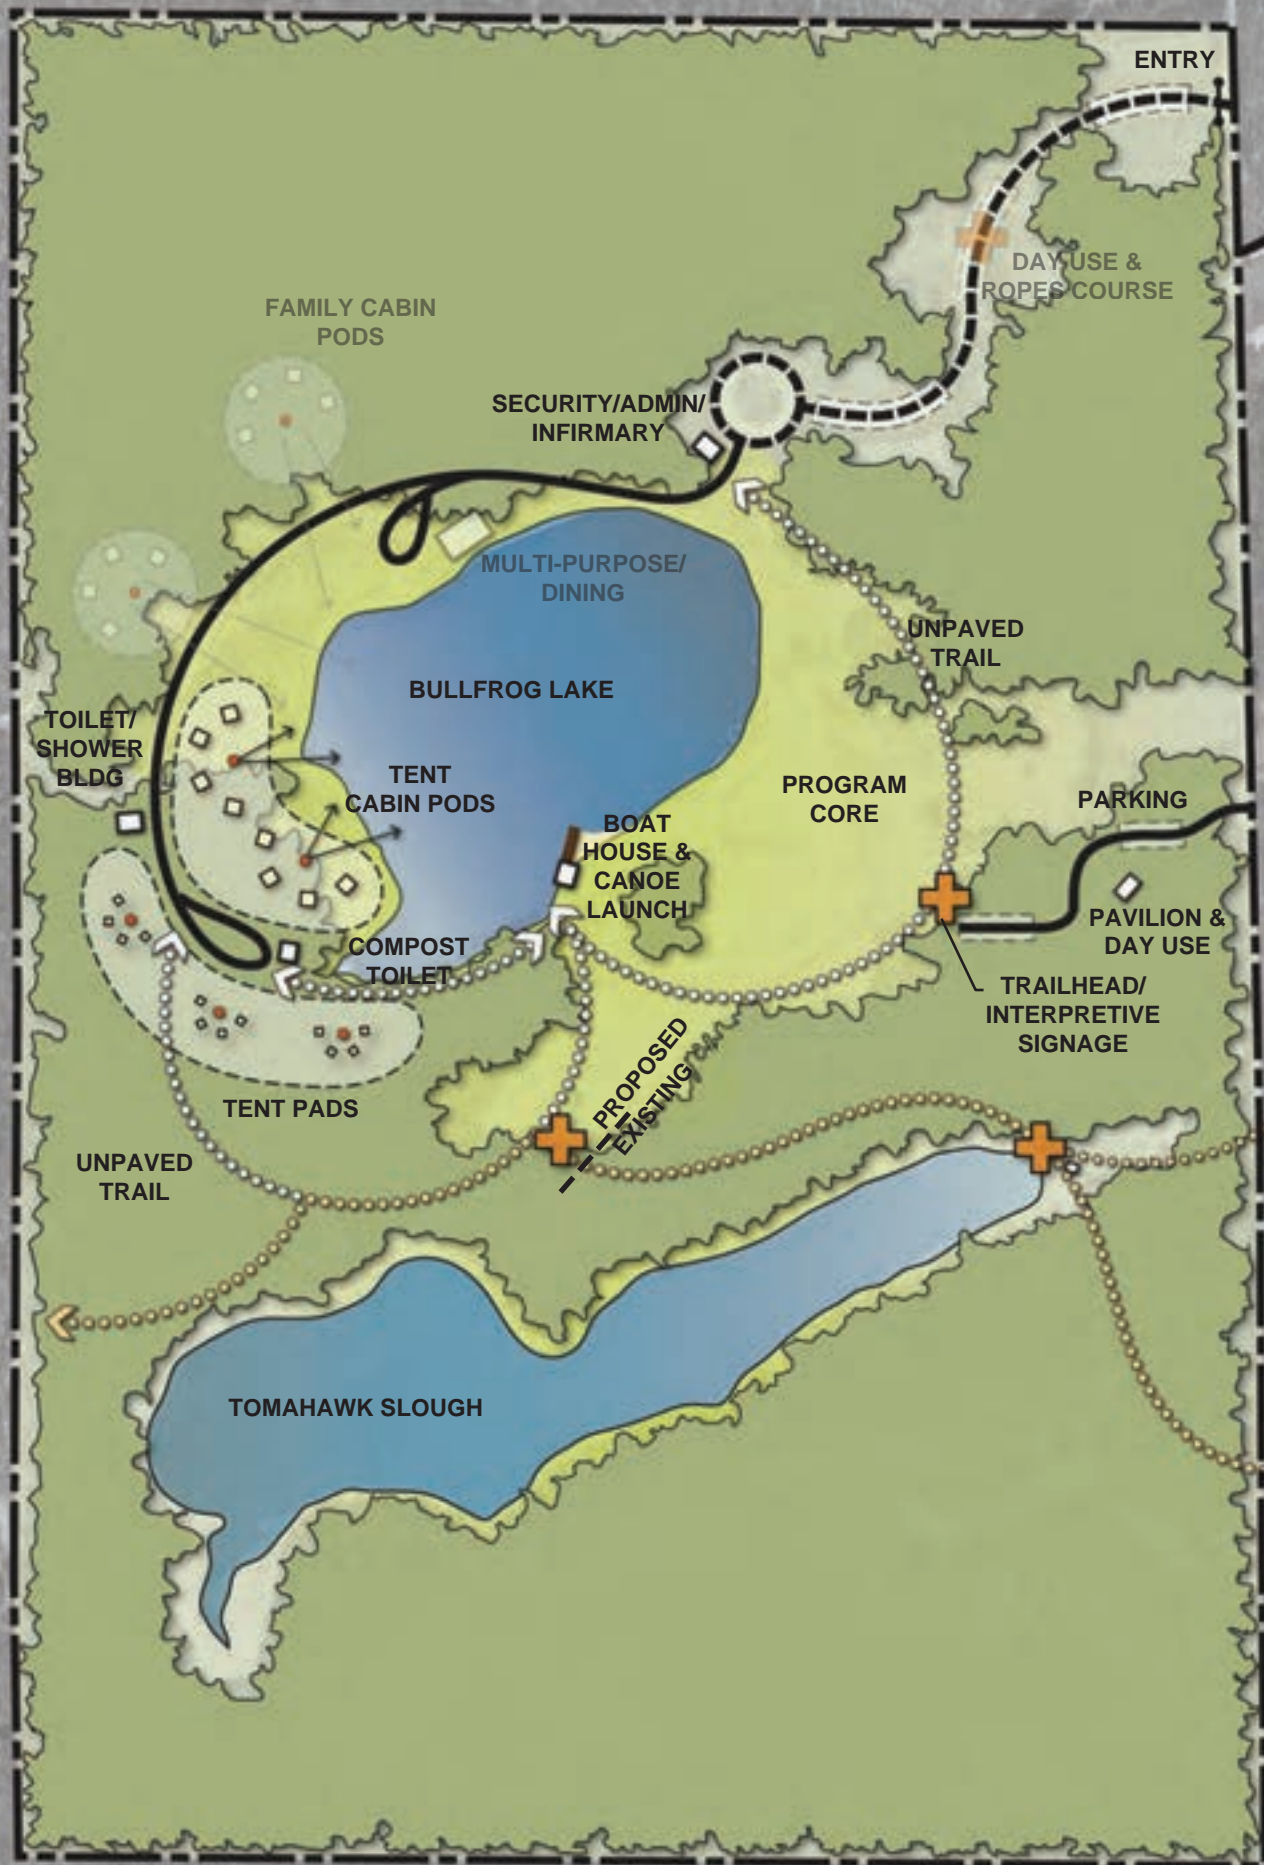 ENTRY
DAY USE &
ROPES COURSE
FAMILY CABIN
PODS
SECURITY/ADMIN/
INFIRMARY
MULTI-PURPOSE/
DINING
UNPAVED
TRAIL
BULLFROG LAKE
TOILET/
SHOWER
BLDG
TENT
CABIN PODS
PROGRAM
CORE
PARKING
BOAT
HOUSE &
CANOE
LAUNCH
PAVILION &
DAY USE
COMPOST
TOILET
TRAILHEAD/
INTERPRETIVE
SIGNAGE
PROPOSED
EXISTING
TENT PADS
UNPAVED
TRAIL
TOMAHAWK SLOUGH